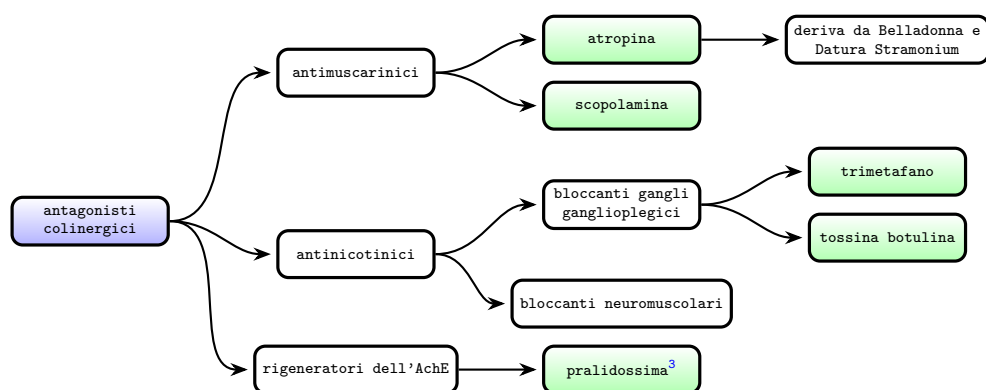 antagonisti
colinergici
antimuscarinici
atropina
deriva da Belladonna e
Datura Stramonium
scopolamina
antinicotinici
bloccanti gangli
ganglioplegici
trimetafano
tossina botulina
bloccanti neuromuscolari
rigeneratori dell'AchE
pralidossima³